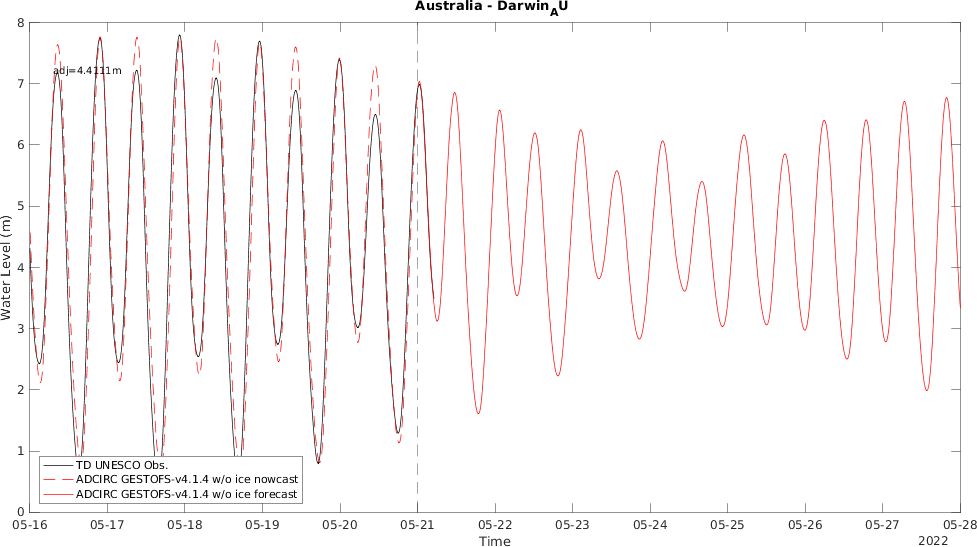 Australia - Darwin_AU
adj=4.4111m
Water Level (m)
8
7
6
5
4
3
2
1
0
TD UNESCO Obs.
ADCIRC GESTOFS-v4.1.4 w/o ice nowcast
ADCIRC GESTOFS-v4.1.4 w/o ice forecast
05-16 05-17 05-18 05-19 05-20 05-21 05-22 05-23 05-24 05-25 05-26 05-27 05-28
Time
2022